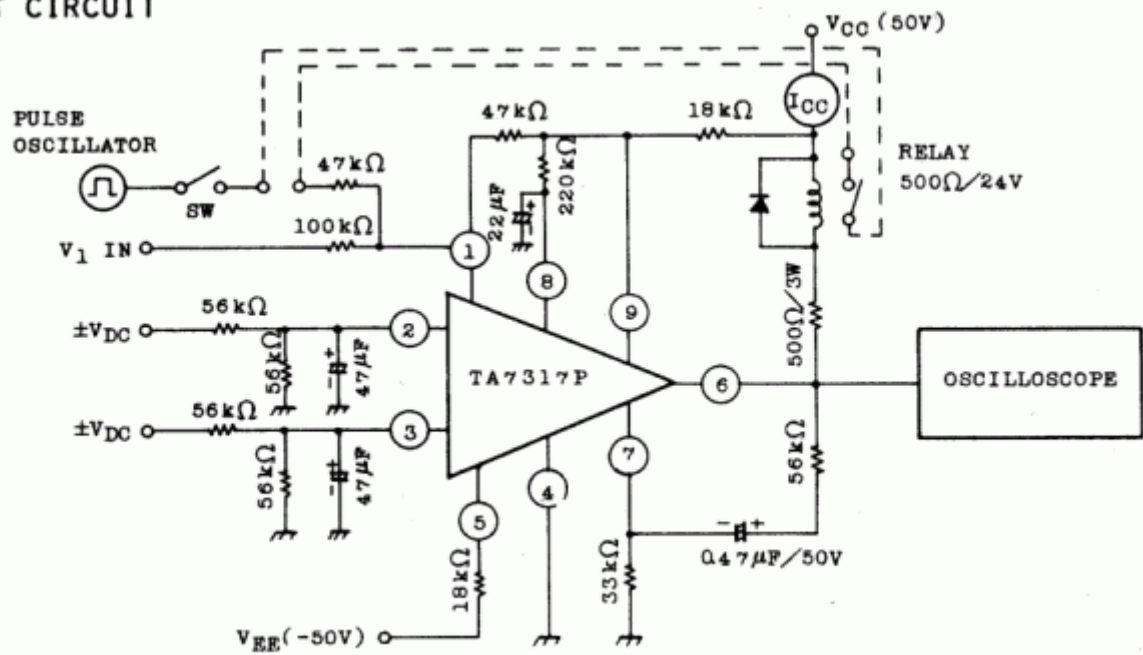 CIRCUIT
VCC (50V)
ICC
PULSE
OSCILLATOR
SW
47kΩ
100kΩ
V1 IN
47kΩ
18kΩ
220kΩ
22μF
+
-
RELAY
500Ω/24V
500Ω/3W
1
8
9
±VDC
56kΩ
56kΩ
- +
47μF
2
TA7317P
6
OSCILLOSCOPE
±VDC
56kΩ
56kΩ
- +
47μF
3
7
4
5
56kΩ
- +
0.47μF/50V
18kΩ
33kΩ
VEE(-50V)